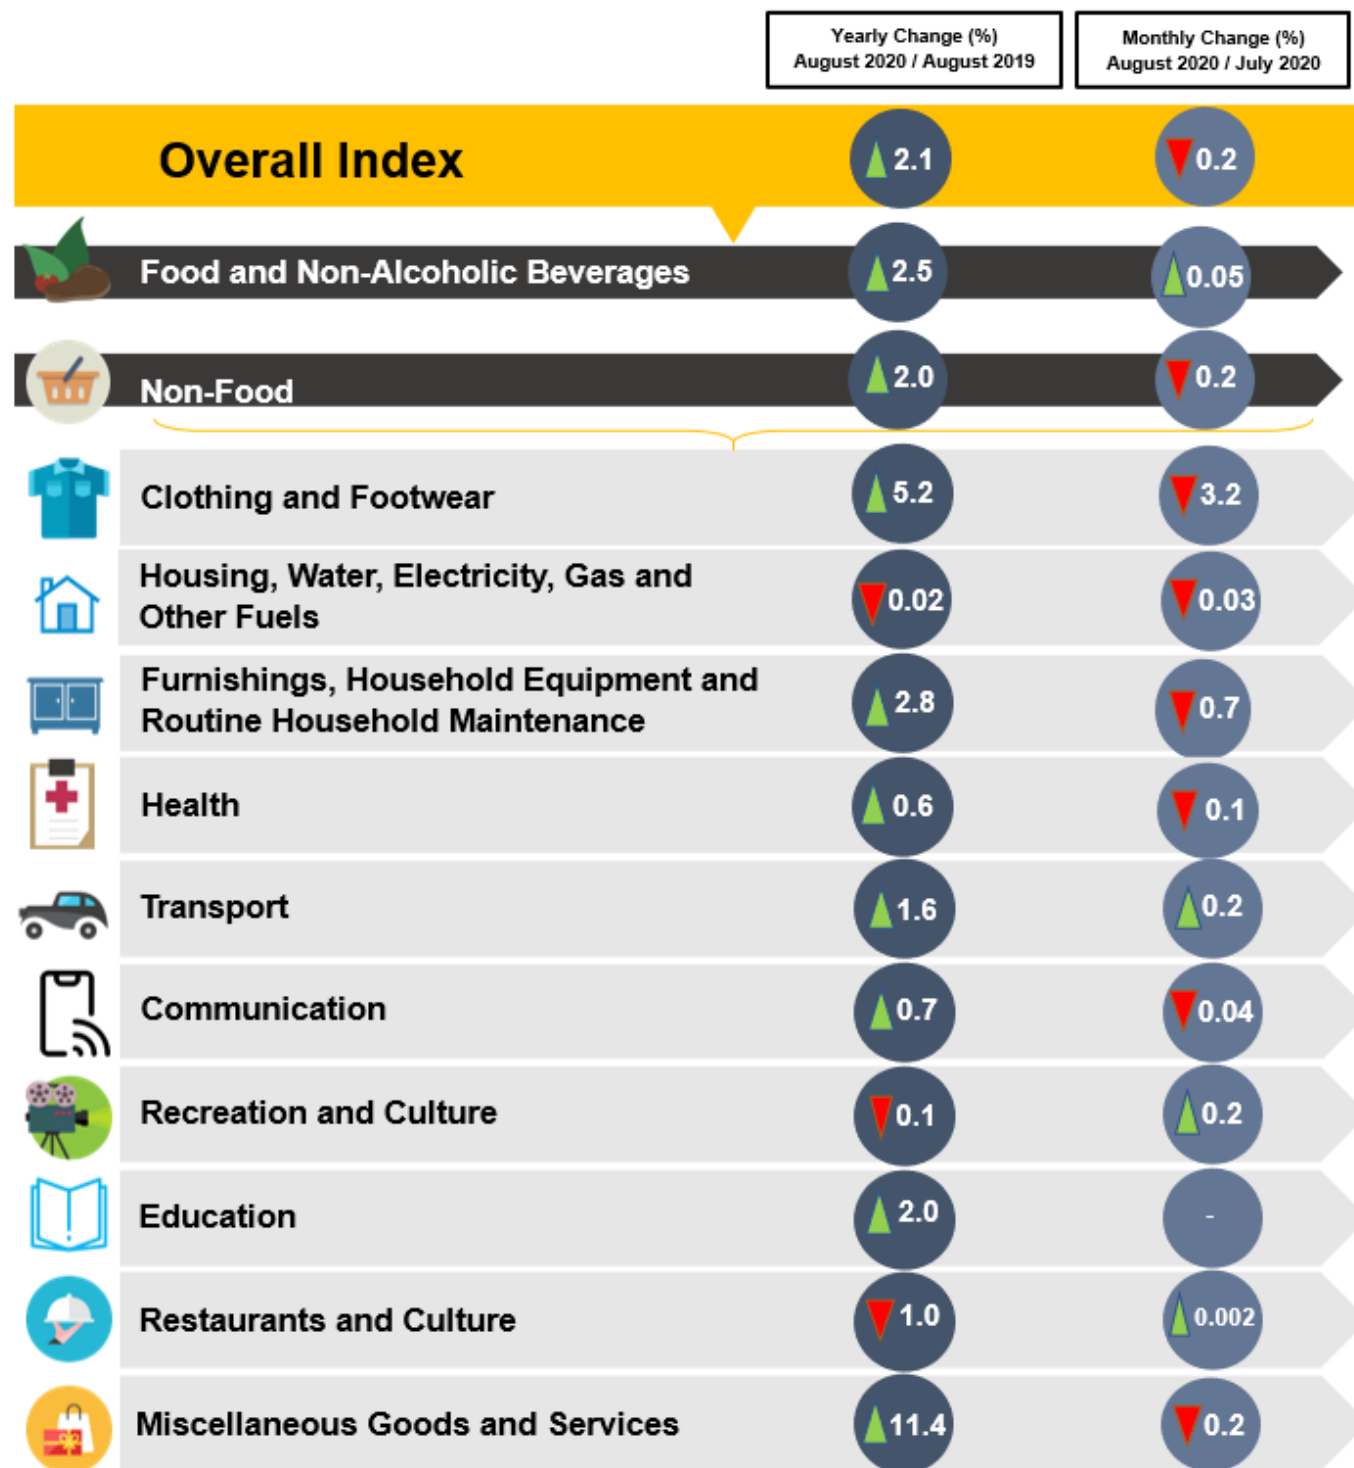 Yearly Change (%)
August 2020 / August 2019
Monthly Change (%)
August 2020 / July 2020
Overall Index
2.1
0.2
Food and Non-Alcoholic Beverages
2.5
0.05
Non-Food
2.0
0.2
Clothing and Footwear
5.2
3.2
Housing, Water, Electricity, Gas and
Other Fuels
0.02
0.03
Furnishings, Household Equipment and
Routine Household Maintenance
2.8
0.7
Health
0.6
0.1
Transport
1.6
0.2
Communication
0.7
0.04
Recreation and Culture
0.1
0.2
Education
2.0
-
Restaurants and Culture
1.0
0.002
Miscellaneous Goods and Services
11.4
0.2